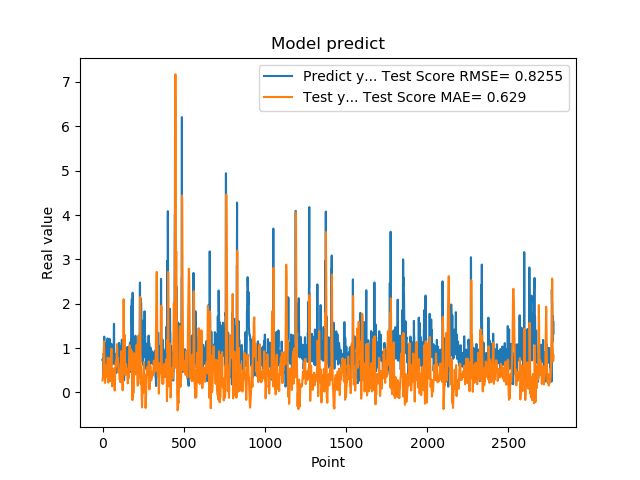 Model predict
Predict y... Test Score RMSE= 0.8255
Test y... Test Score MAE= 0.629
Real value
7
6
5
4
3
2
1
0
0 500 1000 1500 2000 2500
Point